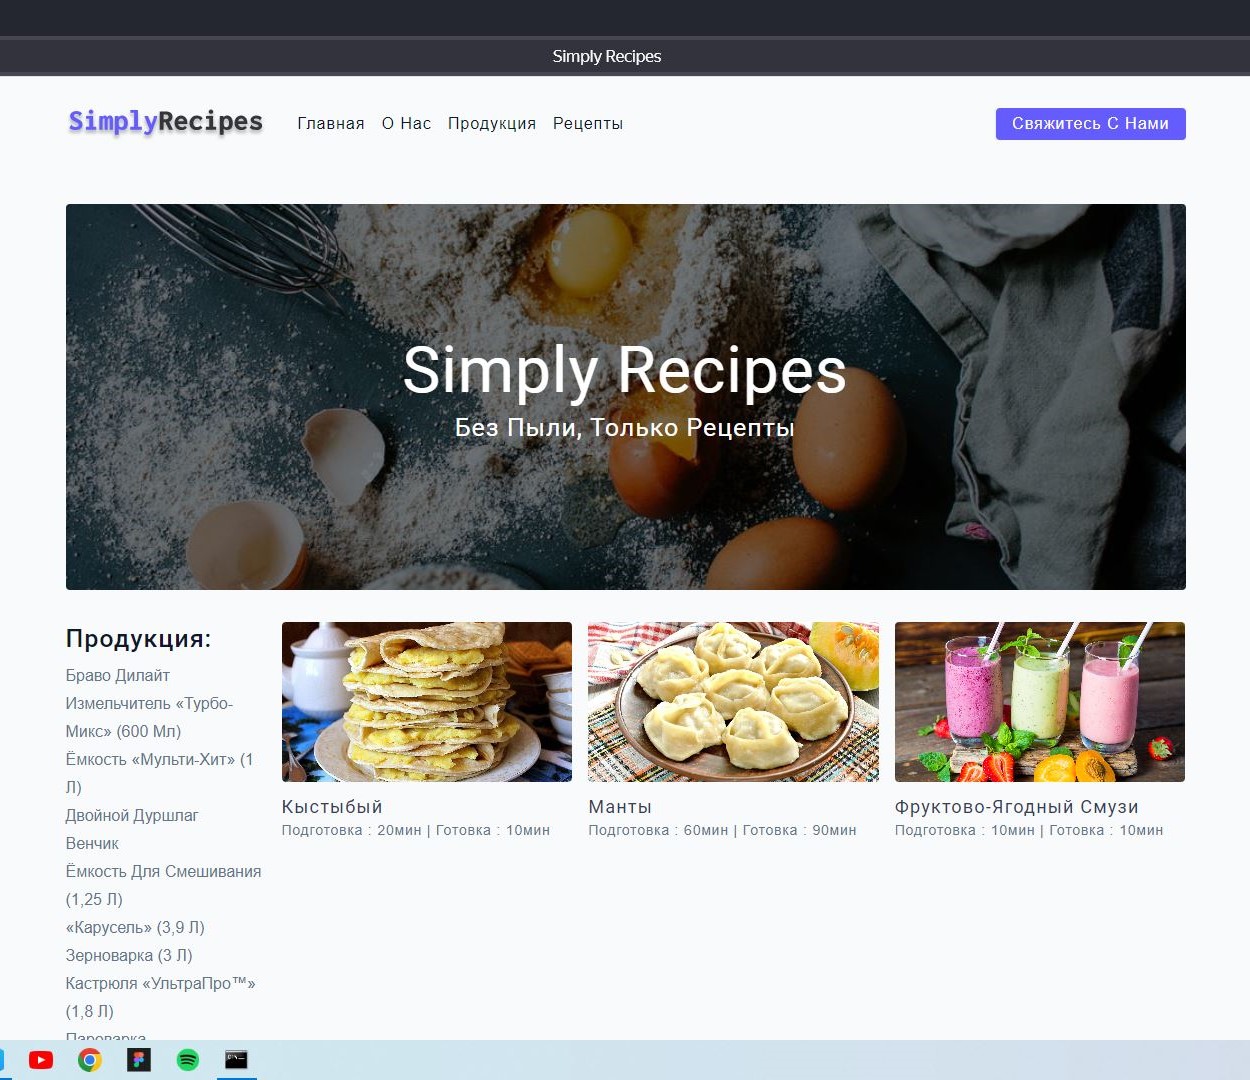 Simply Recipes
SimplyRecipes
Главная О Нас Продукция Рецепты
Свяжитесь С Нами
Simply Recipes
Без Пыли, Только Рецепты
Продукция:
Браво Дилайт
Измельчитель «Турбо-
Микс» (600 Мл)
Ёмкость «Мульти-Хит» (1
Л)
Двойной Дуршлаг
Венчик
Ёмкость Для Смешивания
(1,25 Л)
«Карусель» (3,9 Л)
Зерноварка (3 Л)
Кастрюля «УльтраПро™»
(1,8 Л)
Пароварка
Кыстыбый
Подготовка : 20мин | Готовка : 10мин
Манты
Подготовка : 60мин | Готовка : 90мин
Фруктово-Ягодный Смузи
Подготовка : 10мин | Готовка : 10мин